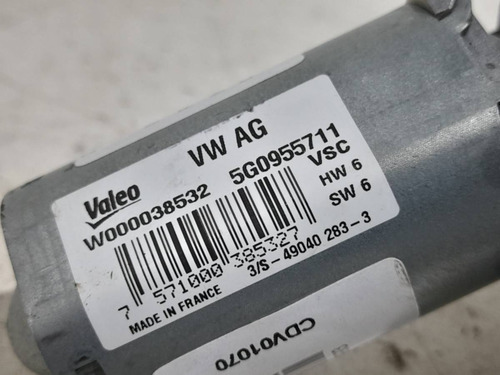 Valeo
VW AG
W000038532
5G0955711
VSC
HW 6
SW 6
7 571000 385327
3/S-49040 283-3
MADE IN FRANCE
CDV01070